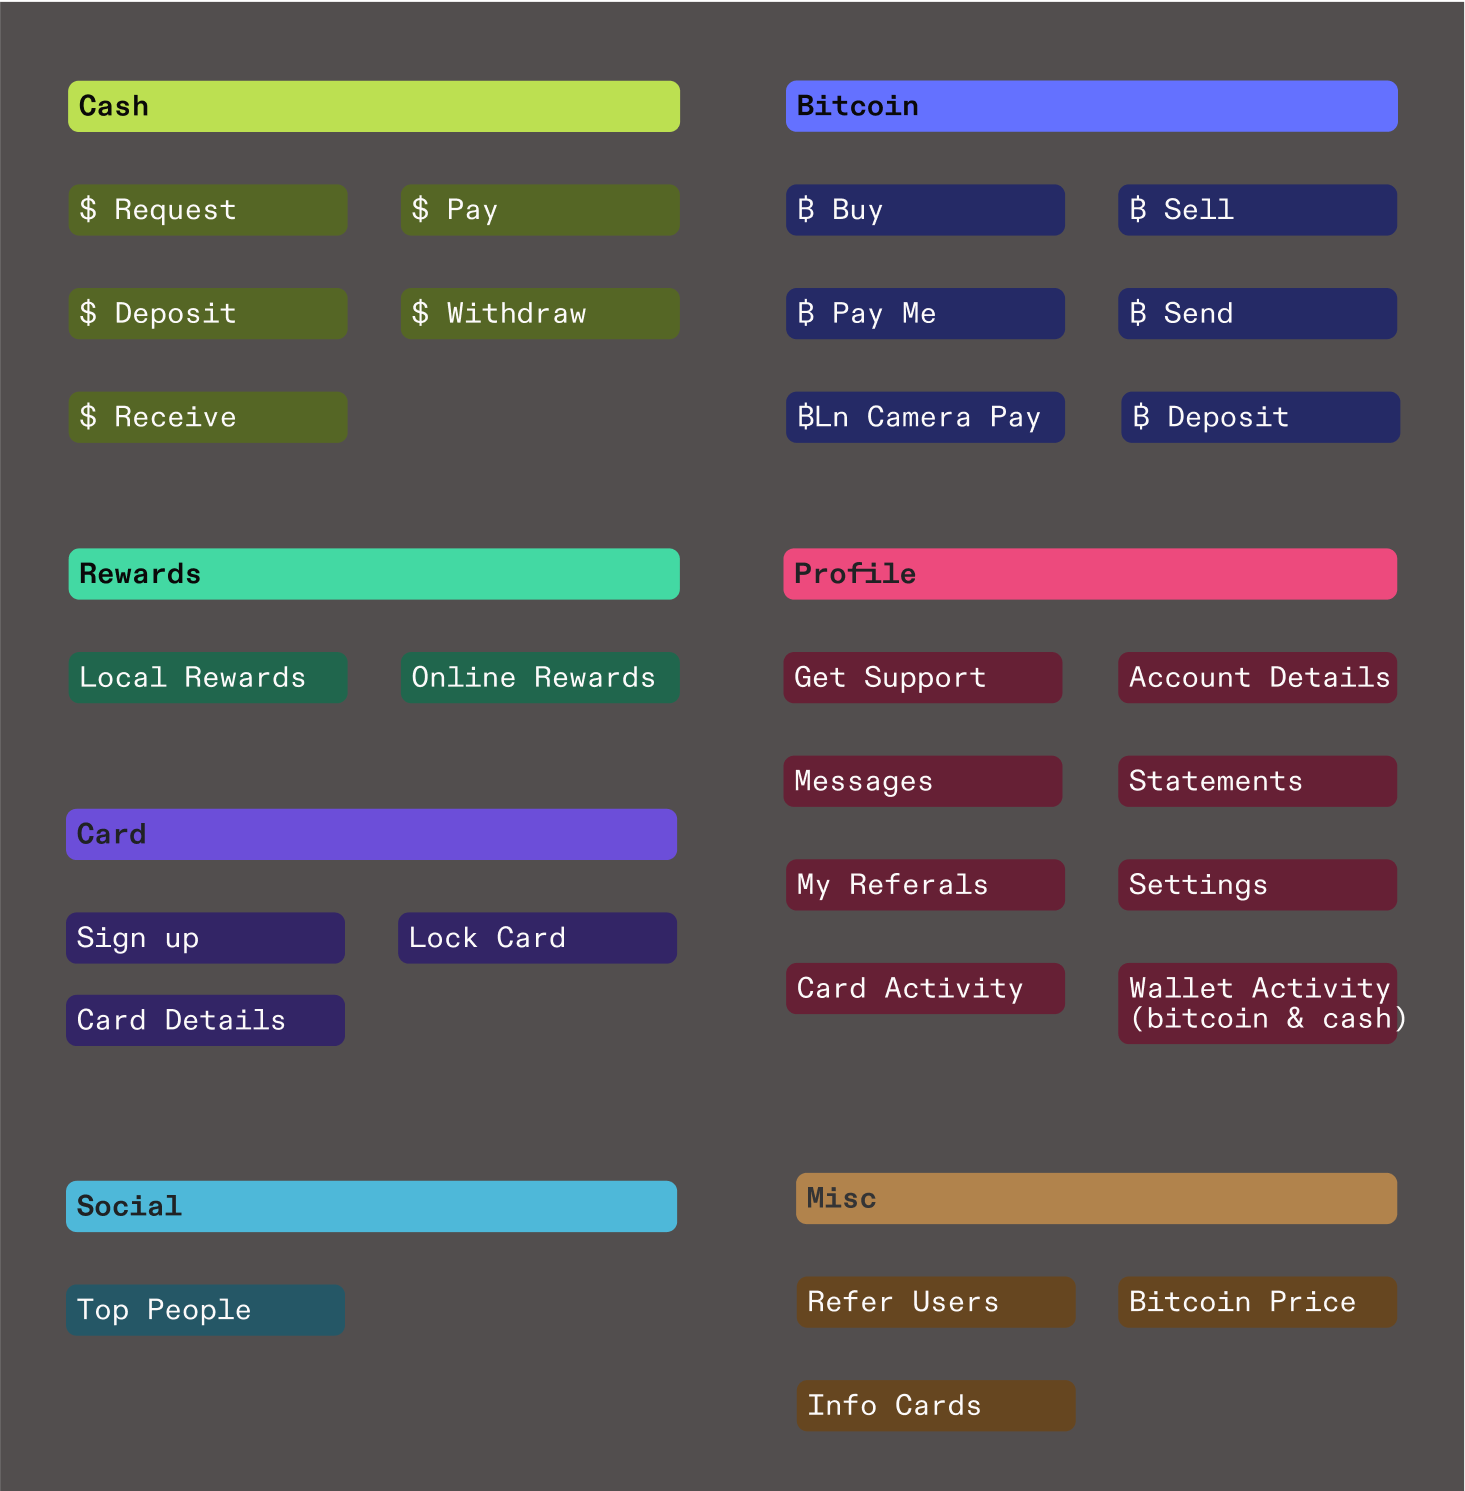 Cash
$ Request
$ Pay
$ Deposit
$ Withdraw
$ Receive
Bitcoin
₿ Buy
₿ Sell
₿ Pay Me
₿ Send
₿Ln Camera Pay
₿ Deposit
Rewards
Local Rewards
Online Rewards
Profile
Get Support
Account Details
Messages
Statements
My Referals
Settings
Card Activity
Wallet Activity
(bitcoin & cash)
Card
Sign up
Lock Card
Card Details
Social
Top People
Misc
Refer Users
Bitcoin Price
Info Cards